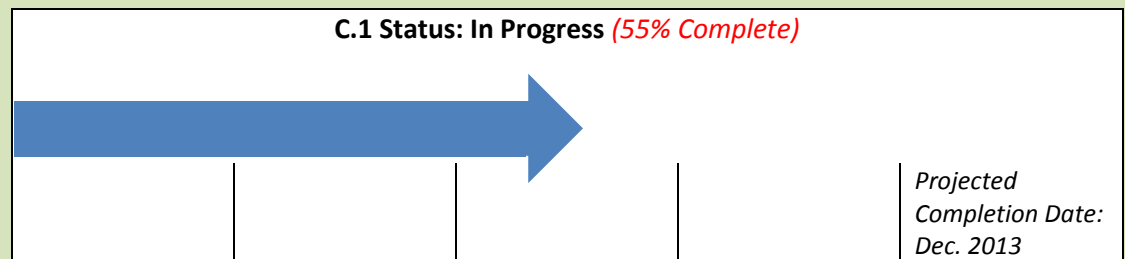 C.1 Status: In Progress (55% Complete)
Projected
Completion Date:
Dec. 2013